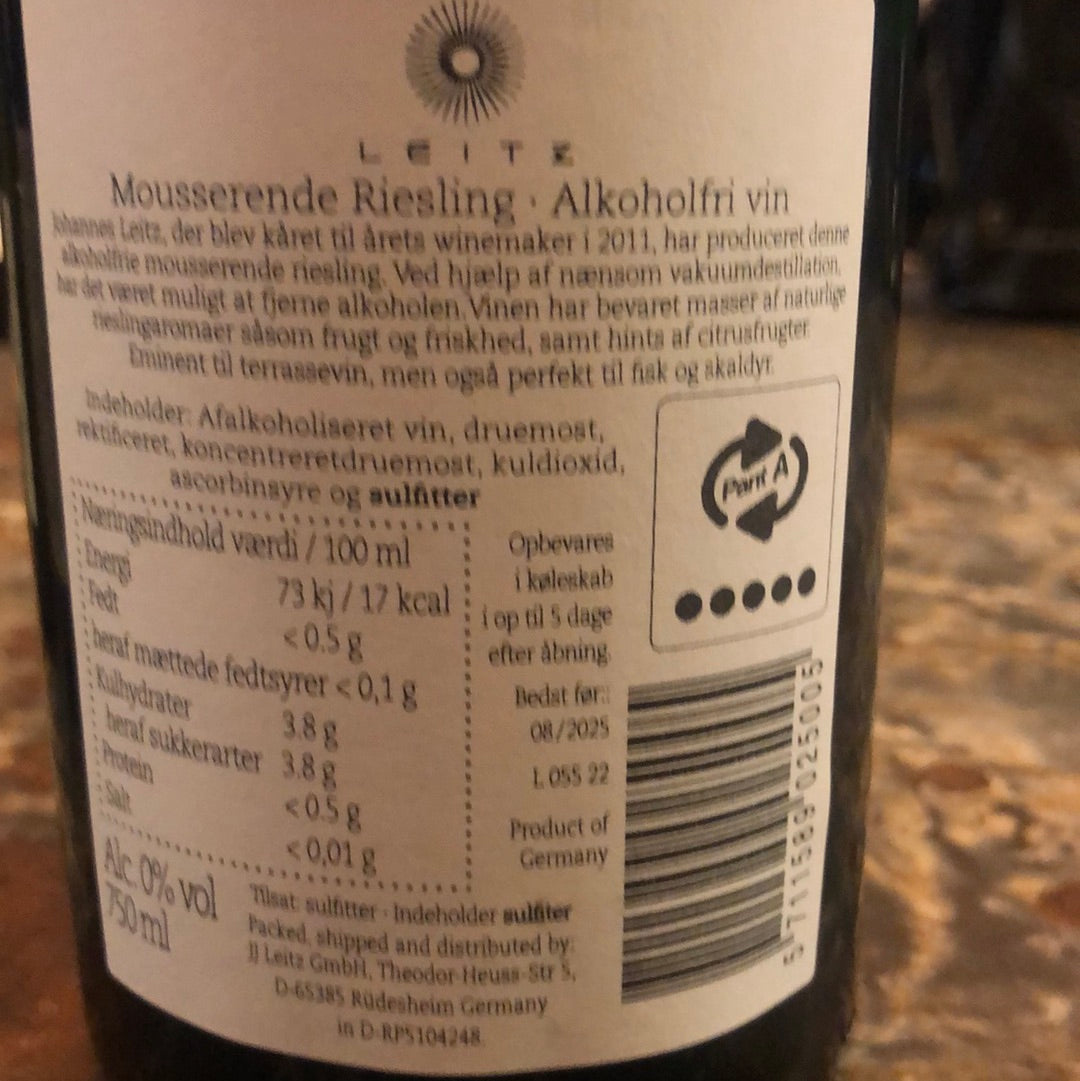 LEITZ
Mousserende Riesling · Alkoholfri vin
Johannes Leitz, der blev kåret til årets winemaker i 2011, har produceret denne
alkoholfrie mousserende riesling. Ved hjælp af nænsom vakuumdestillation,
har det været muligt at fjerne alkoholen. Vinen har bevaret masser af naturlige
rieslingaromaer såsom frugt og friskhed, samt hints af citrusfrugter.
Eminent til terrassevin, men også perfekt til fisk og skaldyr.
Indeholder: Afalkoholiseret vin, druemost,
rektificeret, koncentreretdruemost, kuldioxid,
ascorbinsyre og sulfitter
Næringsindhold værdi / 100 ml
Energi 73 kj / 17 kcal
Fedt < 0.5 g
heraf mættede fedtsyrer < 0,1 g
Kulhydrater 3.8 g
heraf sukkerarter 3.8 g
Protein < 0.5 g
Salt < 0,01 g
Alc. 0% vol
750 ml
Opbevares
i køleskab
i op til 5 dage
efter åbning.
Bedst før.:
08/2025
L 055 22
Product of
Germany
Pant A
Tilsat: sulfitter · Indeholder sulfiter
Packed, shipped and distributed by:
JJ Leitz GmbH, Theodor-Heuss-Str 5,
D-65385 Rüdesheim Germany
in D-RP5104248
5 711589 025005